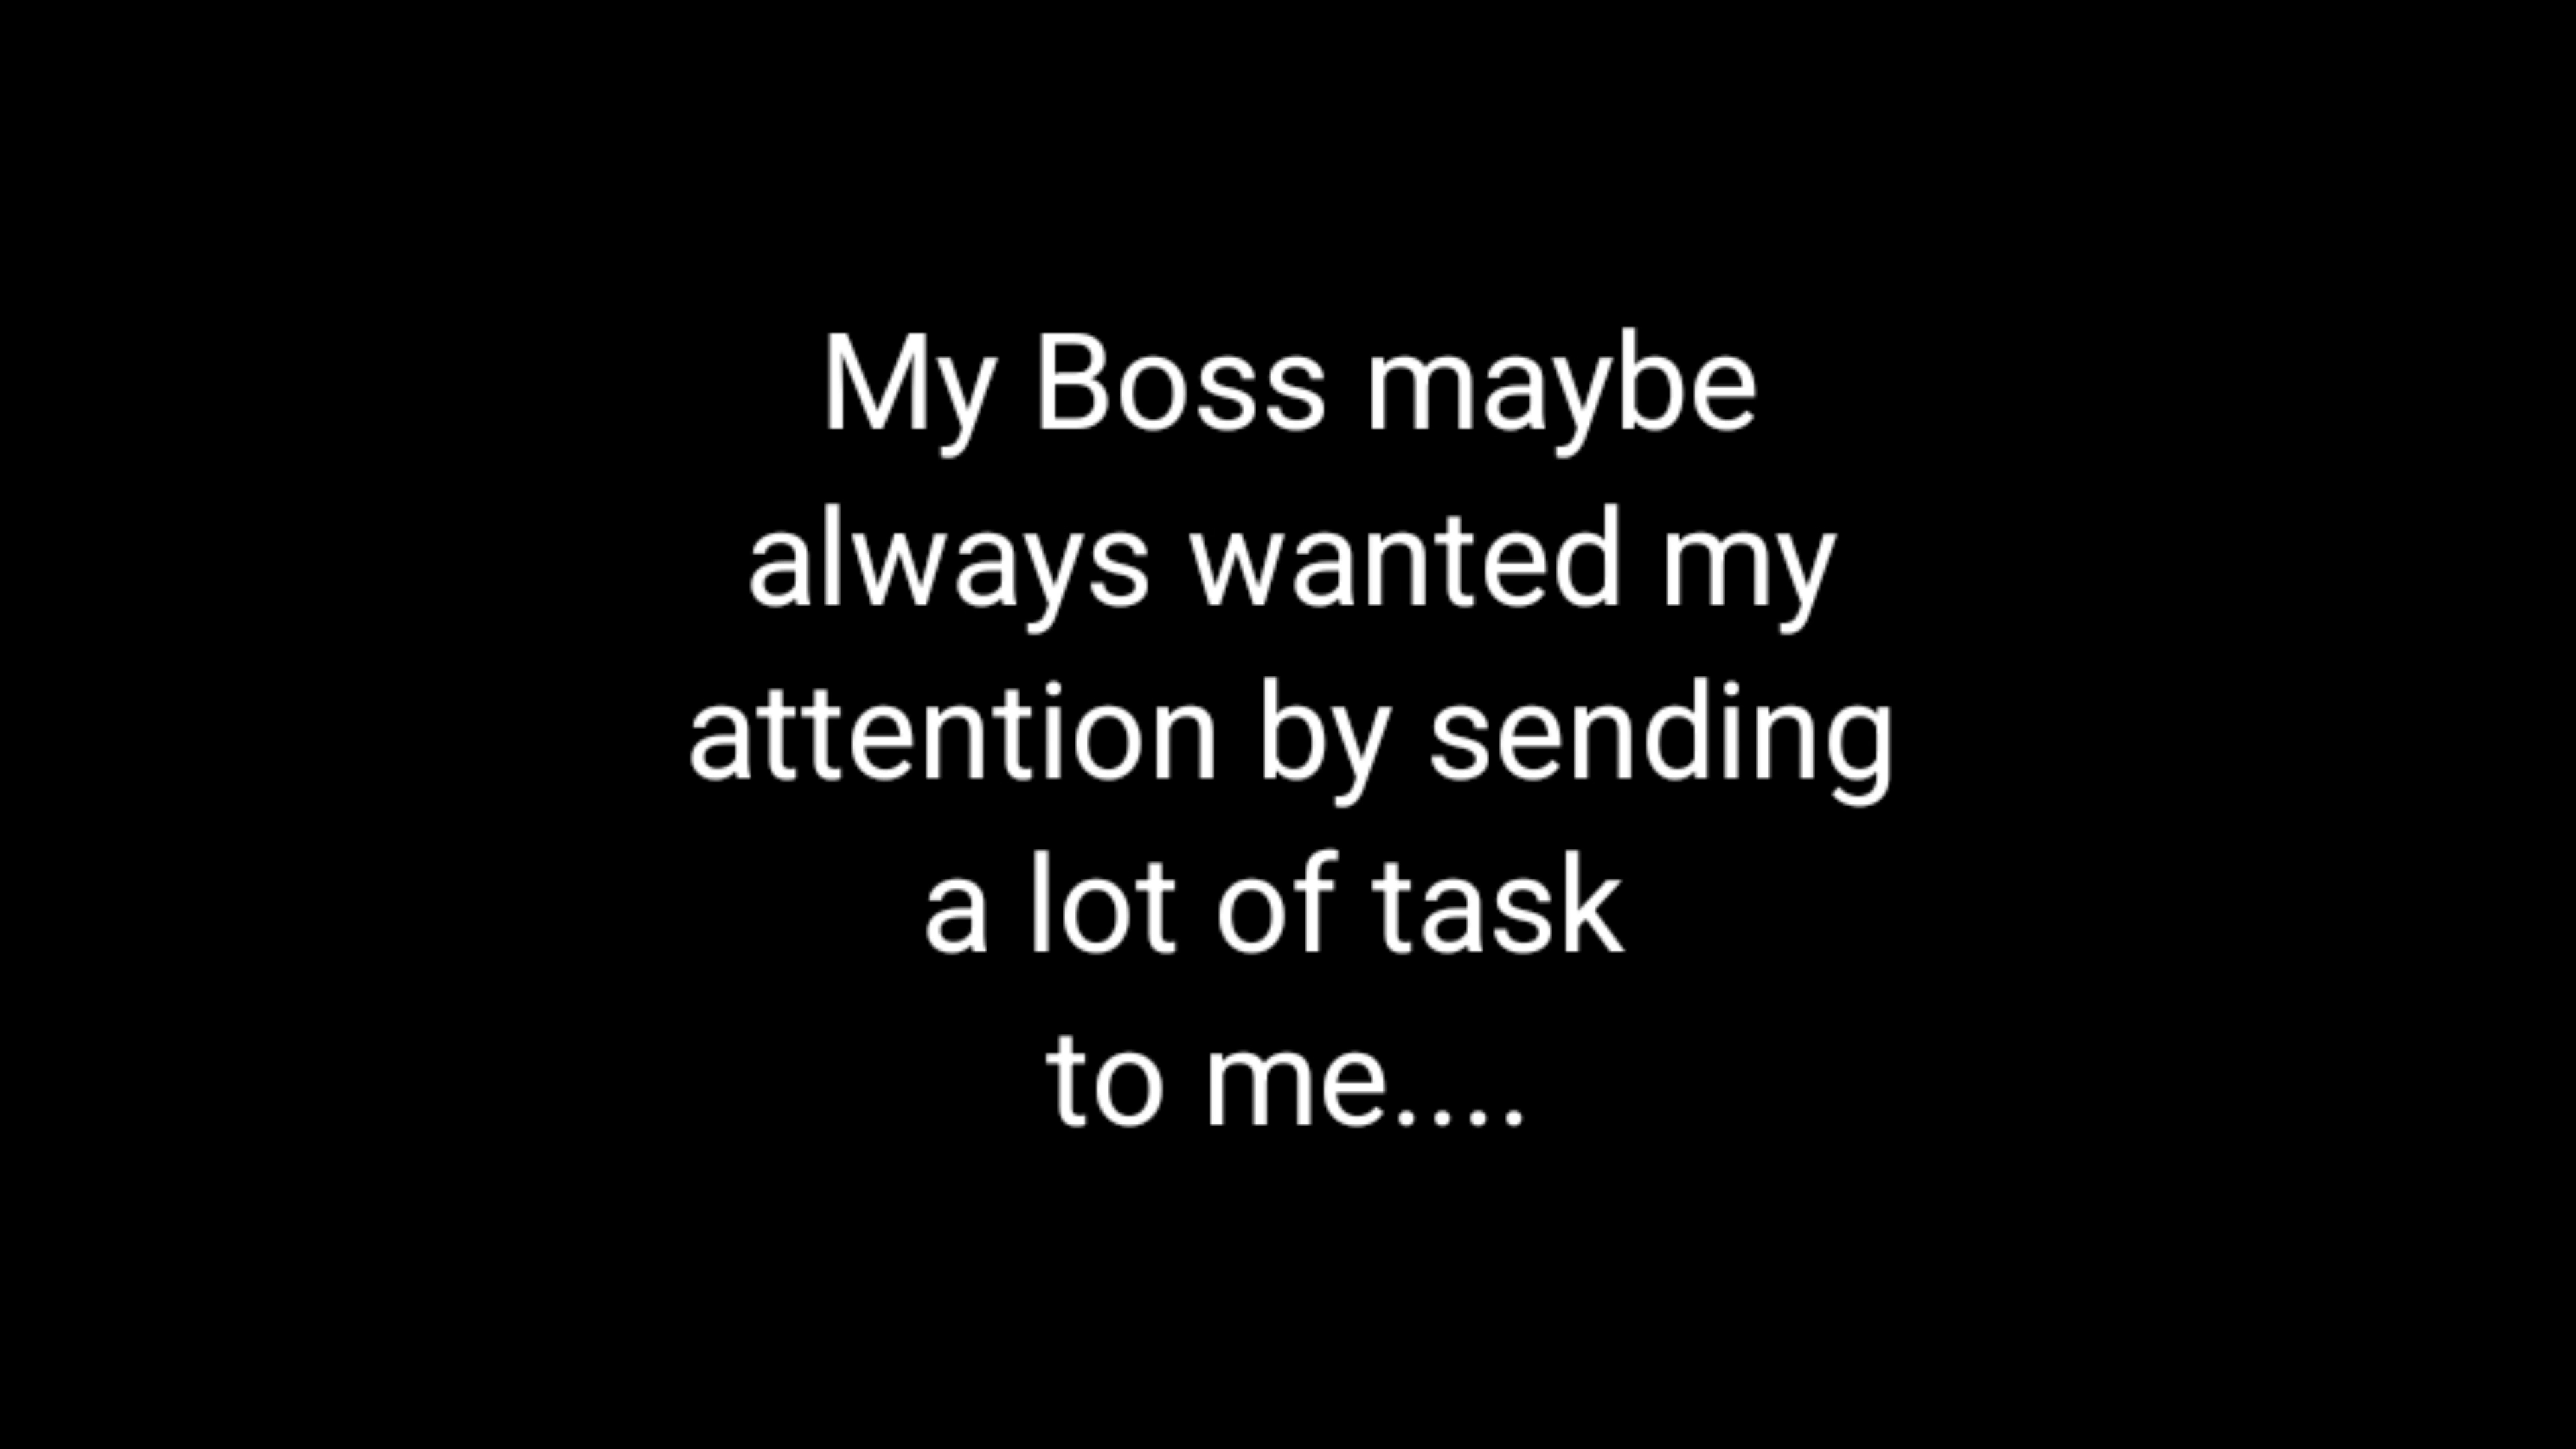 My Boss maybe
always wanted my
attention by sending
a lot of task
to me....